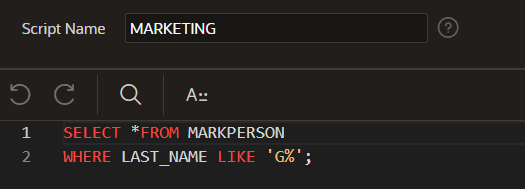 Script Name MARKETING ?
A::
1 SELECT *FROM MARKPERSON
2 WHERE LAST_NAME LIKE 'G%';